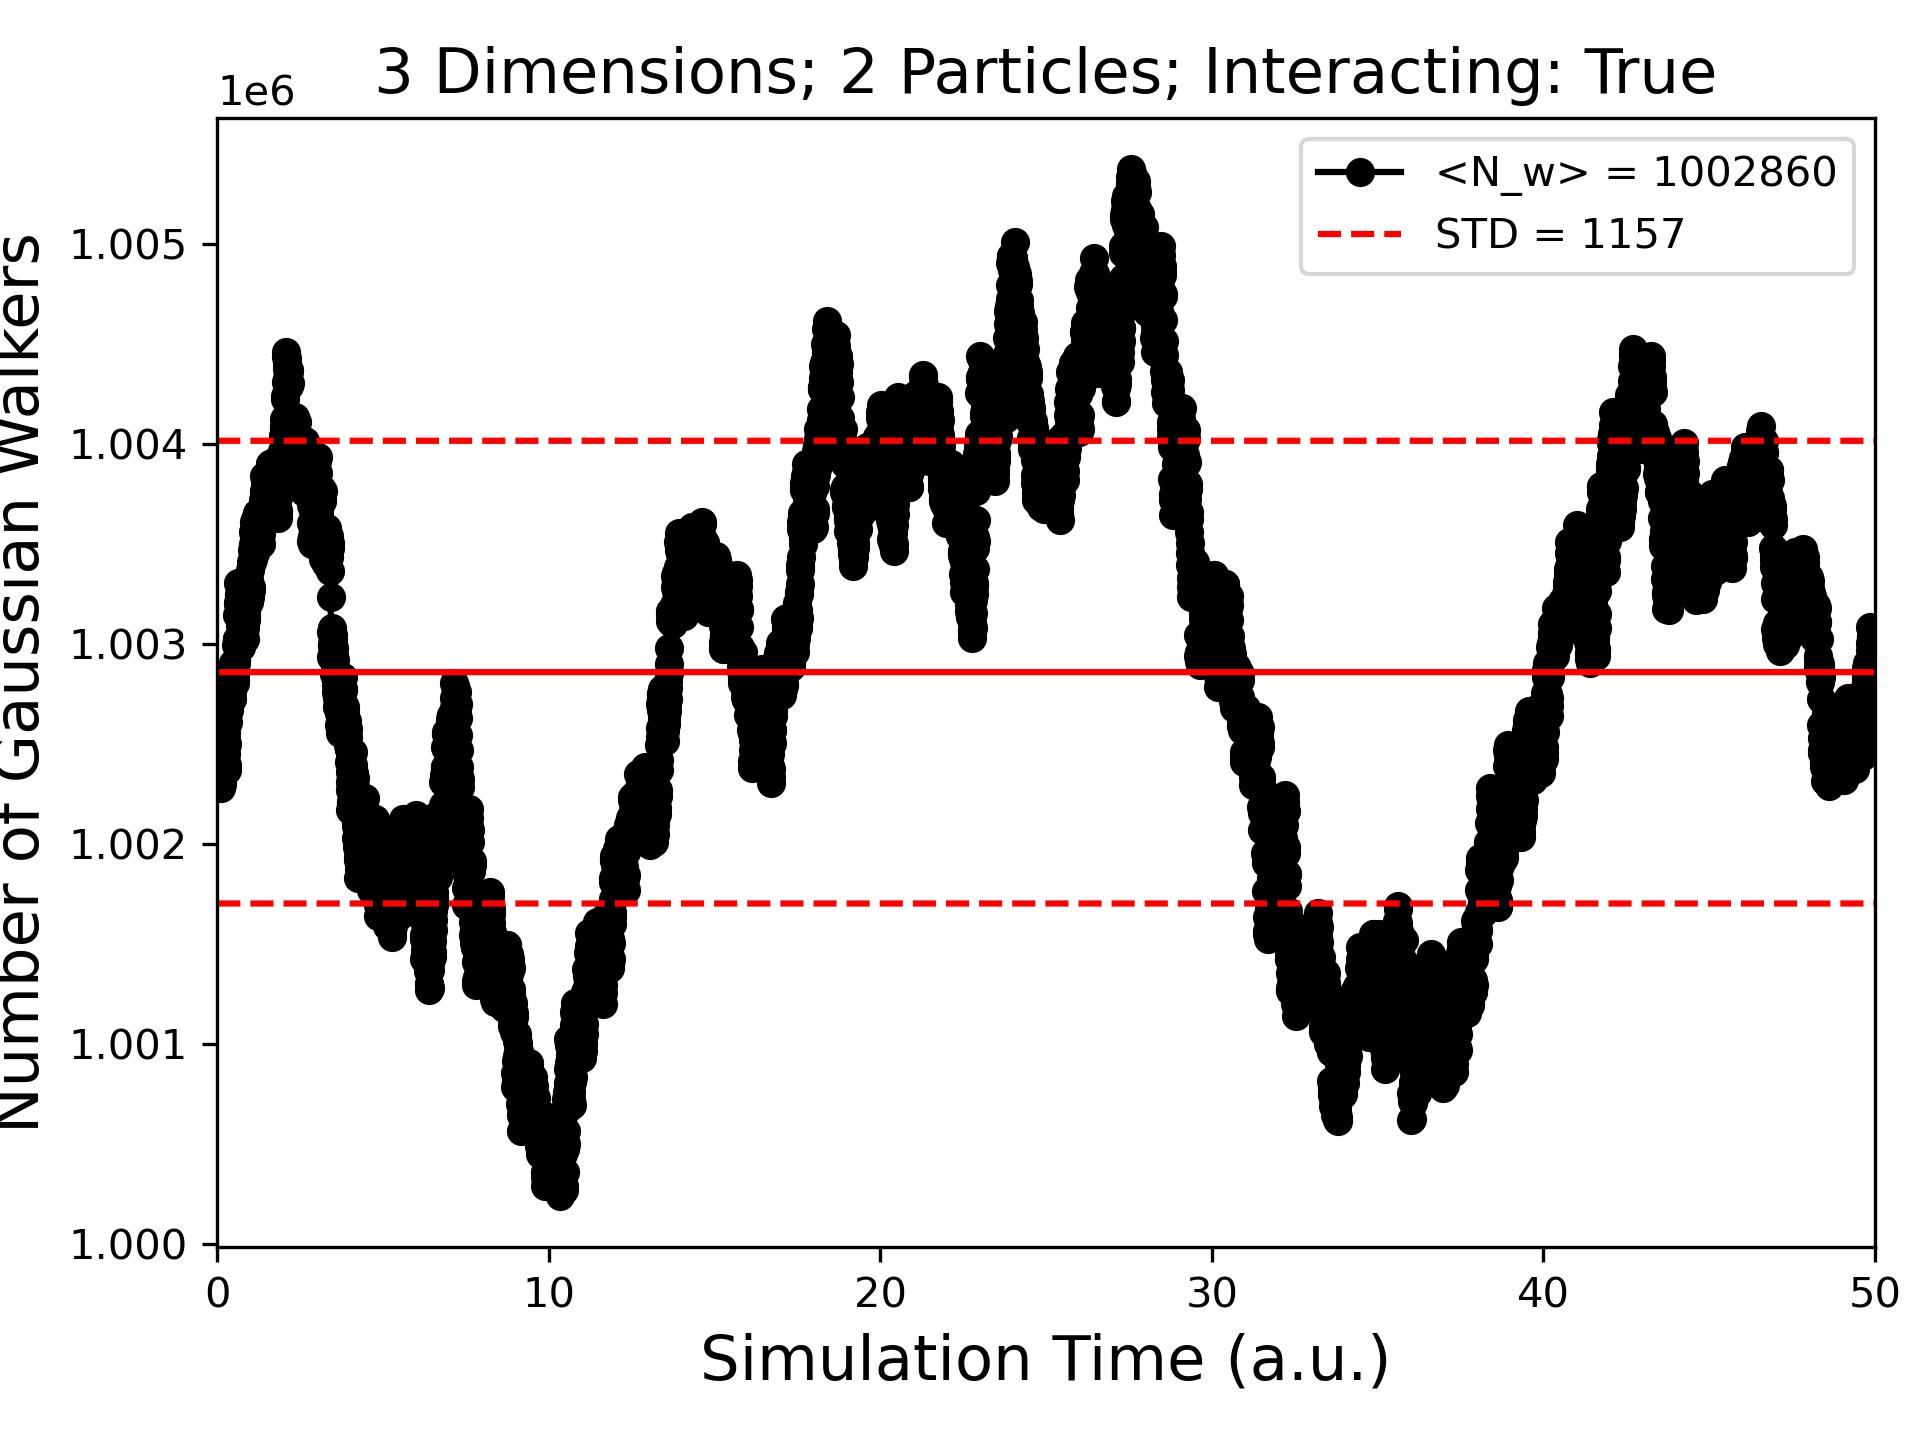 3 Dimensions; 2 Particles; Interacting: True
1e6
<N_w> = 1002860
STD = 1157
Number of Gaussian Walkers
1.005
1.004
1.003
1.002
1.001
1.000
0 10 20 30 40 50
Simulation Time (a.u.)